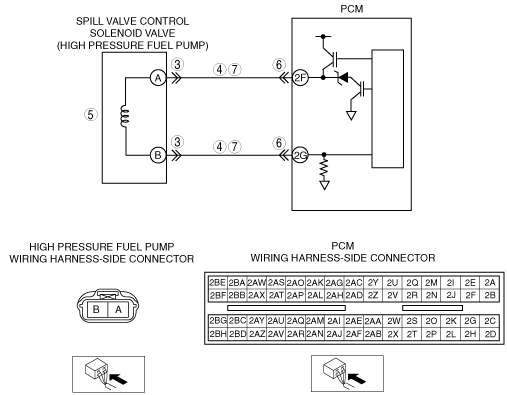 PCM
SPILL VALVE CONTROL
SOLENOID VALVE
(HIGH PRESSURE FUEL PUMP)
A 3 4 7 6 2F
5
B 3 4 7 6 2G
HIGH PRESSURE FUEL PUMP
WIRING HARNESS-SIDE CONNECTOR
B A
PCM
WIRING HARNESS-SIDE CONNECTOR
2BE 2BA 2AW 2AS 2AO 2AK 2AG 2AC 2Y 2U 2Q 2M 2I 2E 2A
2BF 2BB 2AX 2AT 2AP 2AL 2AH 2AD 2Z 2V 2R 2N 2J 2F 2B
2BG 2BC 2AY 2AU 2AQ 2AM 2AI 2AE 2AA 2W 2S 2O 2K 2G 2C
2BH 2BD 2AZ 2AV 2AR 2AN 2AJ 2AF 2AB 2X 2T 2P 2L 2H 2D